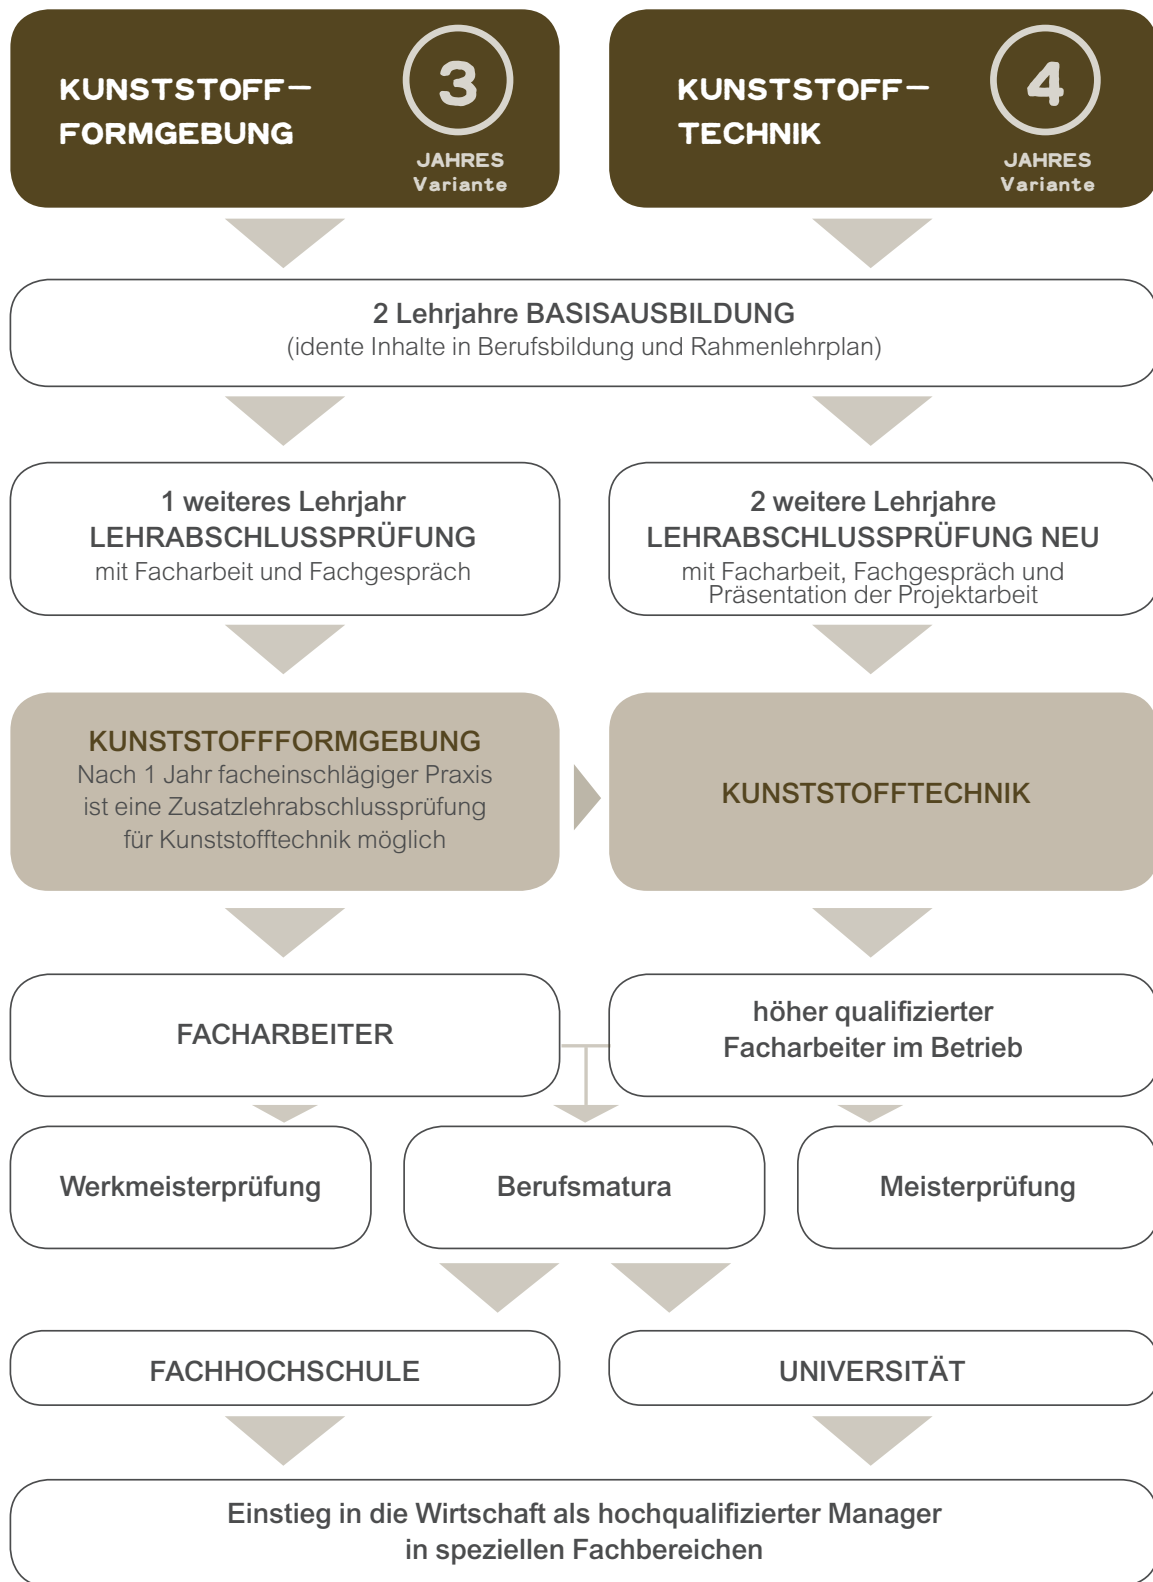 KUNSTSTOFF-
FORMGEBUNG
3
JAHRES
Variante
KUNSTSTOFF-
TECHNIK
4
JAHRES
Variante
2 Lehrjahre BASISAUSBILDUNG
(idente Inhalte in Berufsbildung und Rahmenlehrplan)
1 weiteres Lehrjahr
LEHRABSCHLUSSPRÜFUNG
mit Facharbeit und Fachgespräch
2 weitere Lehrjahre
LEHRABSCHLUSSPRÜFUNG NEU
mit Facharbeit, Fachgespräch und
Präsentation der Projektarbeit
KUNSTSTOFFFORMGEBUNG
Nach 1 Jahr facheinschlägiger Praxis
ist eine Zusatzlehrabschlussprüfung
für Kunststofftechnik möglich
KUNSTSTOFFTECHNIK
FACHARBEITER
höher qualifizierter
Facharbeiter im Betrieb
Werkmeisterprüfung
Berufsmatura
Meisterprüfung
FACHHOCHSCHULE
UNIVERSITÄT
Einstieg in die Wirtschaft als hochqualifizierter Manager
in speziellen Fachbereichen